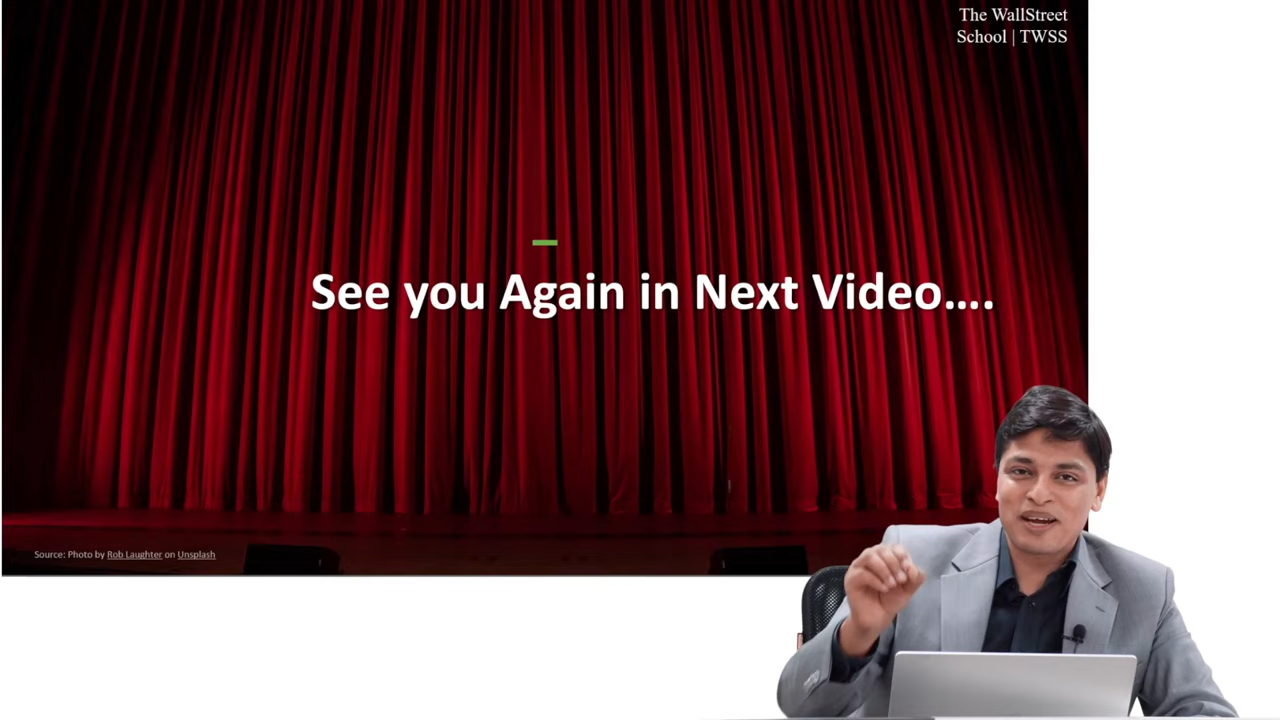 The WallStreet
School | TWSS
See you Again in Next Video....
Source: Photo by Rob Laughter on Unsplash